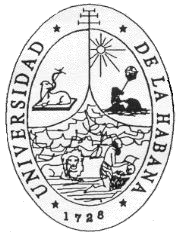 UNIVERSIDAD
DE LA HABANA
* 1728 *